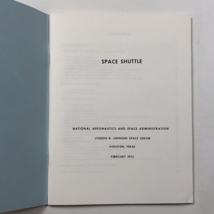 SPACE SHUTTLE
NATIONAL AERONAUTICS AND SPACE ADMINISTRATION
LYNDON B. JOHNSON SPACE CENTER
HOUSTON, TEXAS
FEBRUARY 1975